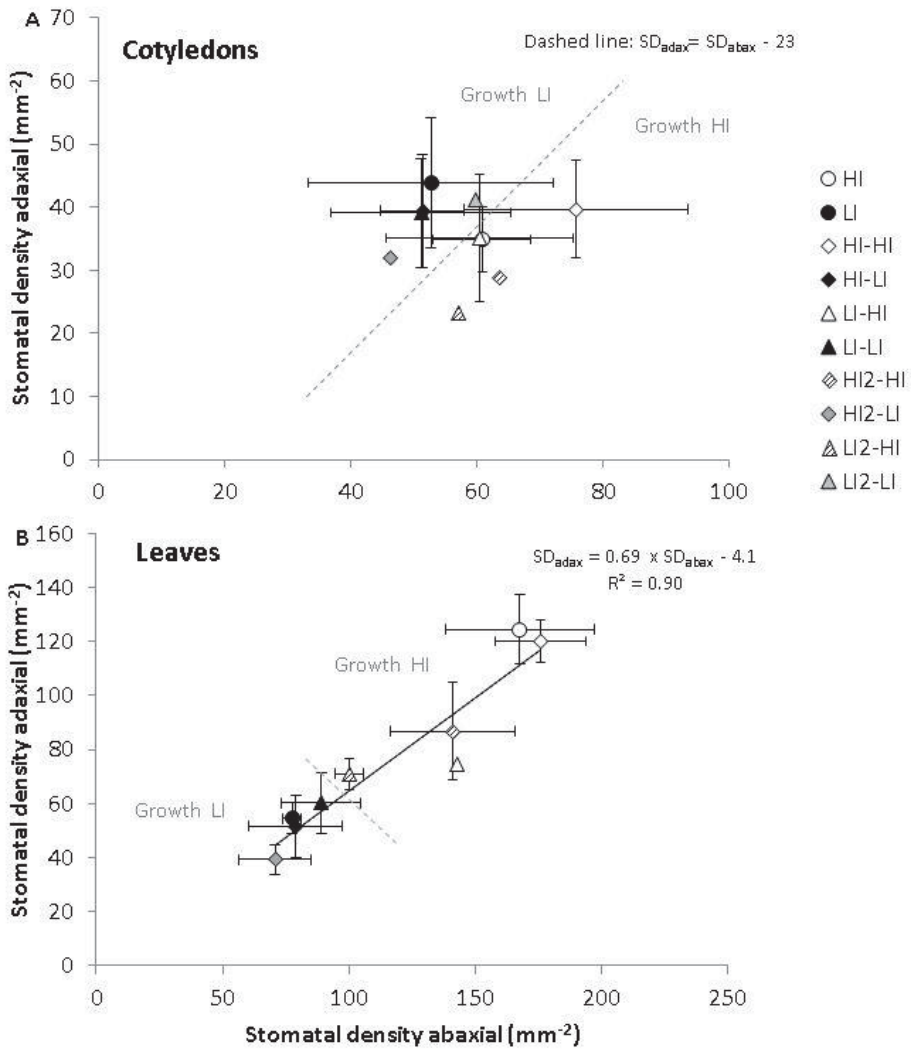 A
70
Cotyledons
Dashed line: SD_adax = SD_abax - 23
60
Growth LI
Growth HI
50
40
30
20
10
0
0 20 40 60 80 100
Stomatal density adaxial (mm⁻²)
HI
LI
HI-HI
HI-LI
LI-HI
LI-LI
HI2-HI
HI2-LI
LI2-HI
LI2-LI
B
160
Leaves
SD_adax = 0.69 x SD_abax - 4.1
R² = 0.90
140
120
Growth HI
100
80
60
Growth LI
40
20
0
0 50 100 150 200 250
Stomatal density adaxial (mm⁻²)
Stomatal density abaxial (mm⁻²)